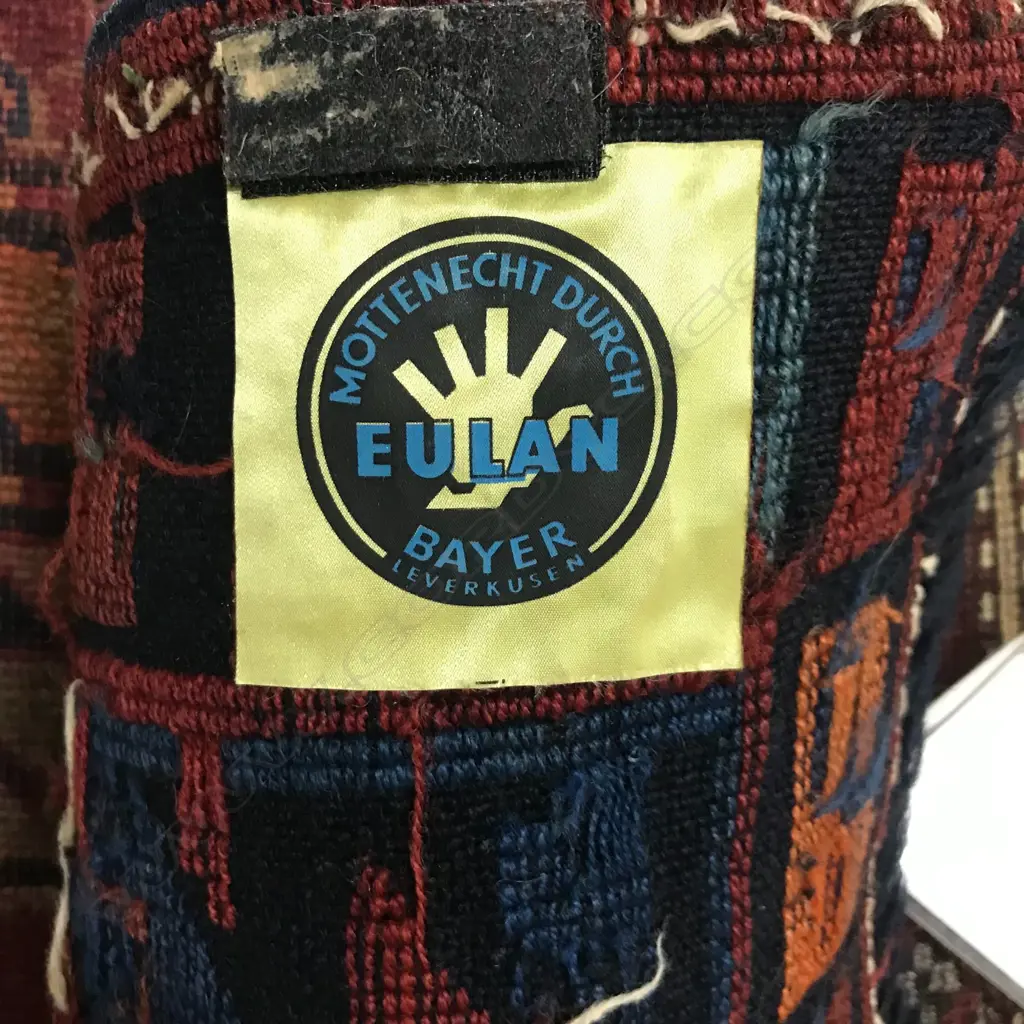 MOTTENECHT DURCH
EULAN
BAYER
LEVERKUSEN